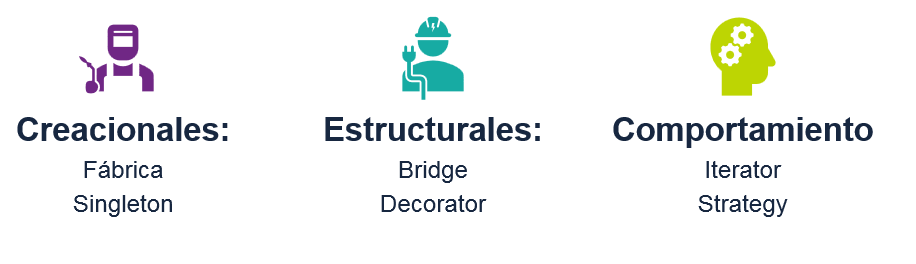 Creacionales:
Fábrica
Singleton
Estructurales:
Bridge
Decorator
Comportamiento
Iterator
Strategy